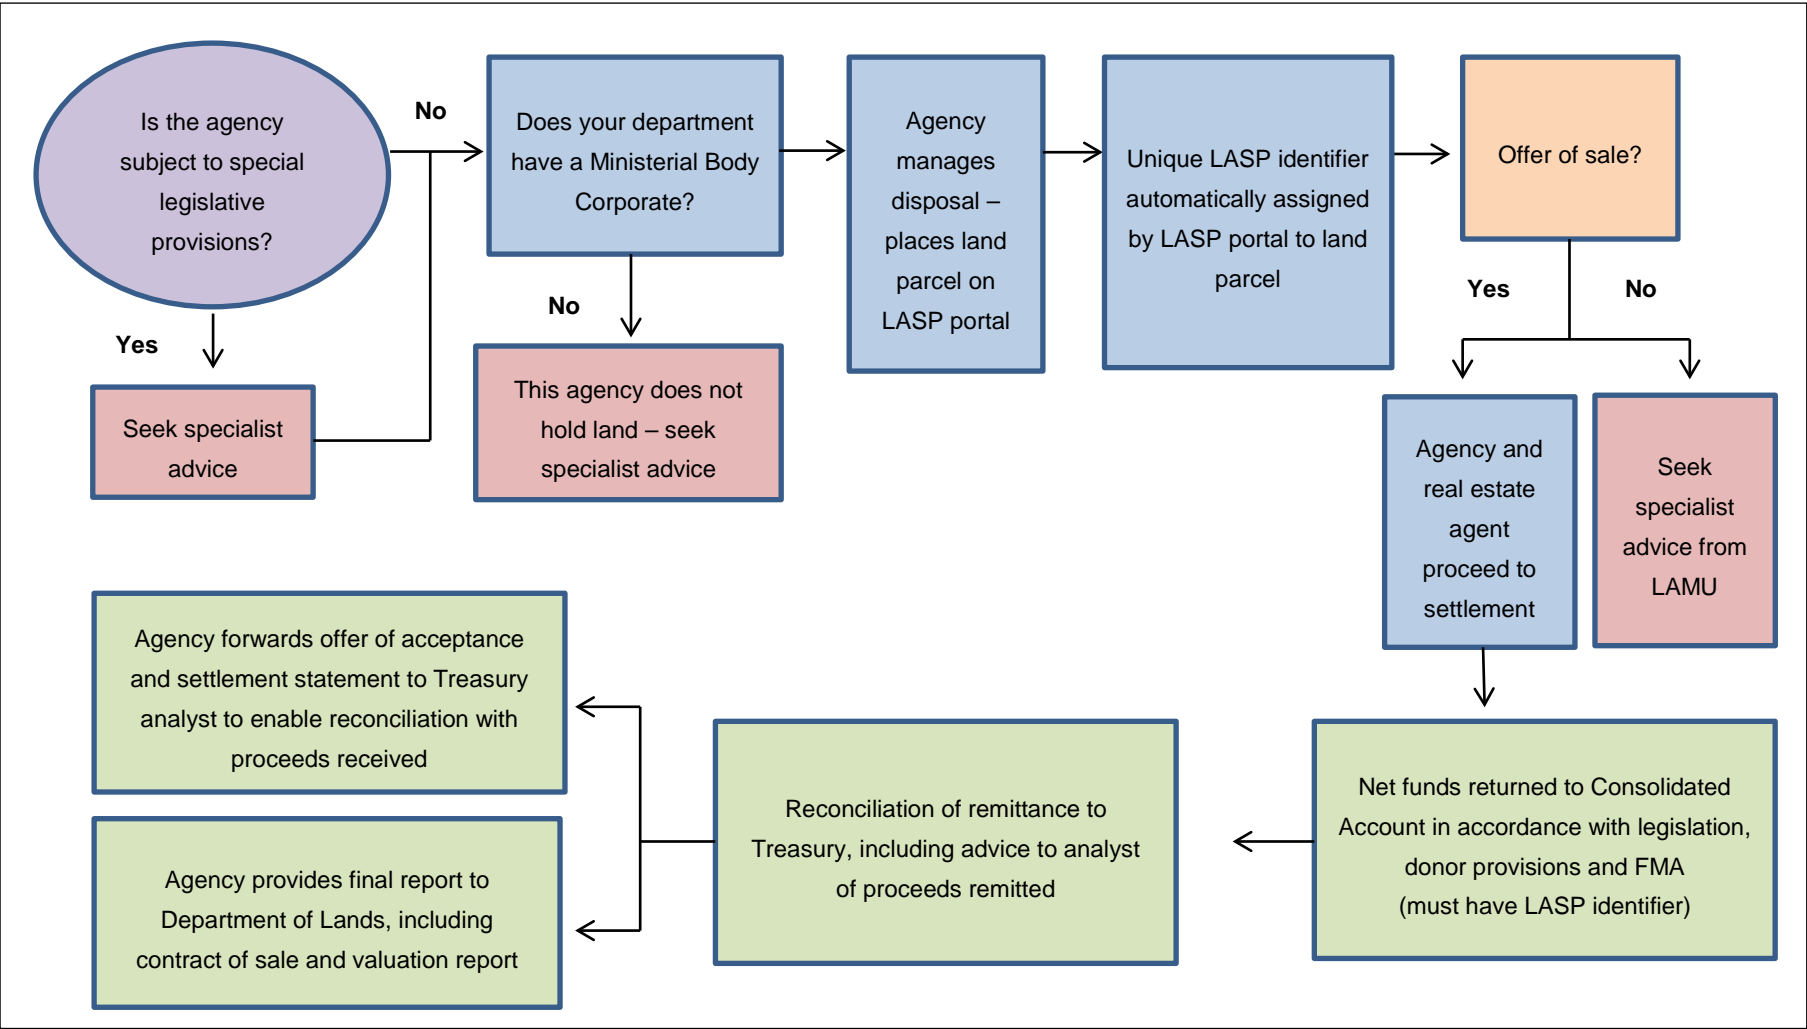 Is the agency
subject to special
legislative
provisions?
No
Yes
Seek specialist
advice
Does your department
have a Ministerial Body
Corporate?
No
This agency does not
hold land – seek
specialist advice
Agency
manages
disposal –
places land
parcel on
LASP portal
Unique LASP identifier
automatically assigned
by LASP portal to land
parcel
Offer of sale?
Yes
No
Agency and
real estate
agent
proceed to
settlement
Seek
specialist
advice from
LAMU
Net funds returned to Consolidated
Account in accordance with legislation,
donor provisions and FMA
(must have LASP identifier)
Reconciliation of remittance to
Treasury, including advice to analyst
of proceeds remitted
Agency forwards offer of acceptance
and settlement statement to Treasury
analyst to enable reconciliation with
proceeds received
Agency provides final report to
Department of Lands, including
contract of sale and valuation report